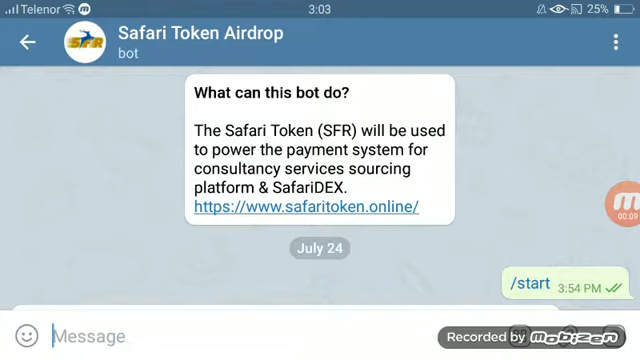 Telenor 3:03 25%
Safari Token Airdrop
bot
SFR
What can this bot do?
The Safari Token (SFR) will be used
to power the payment system for
consultancy services sourcing
platform & SafariDEX.
https://www.safaritoken.online/
00:09
July 24
/start 3:54 PM
Message
Recorded by mobizen